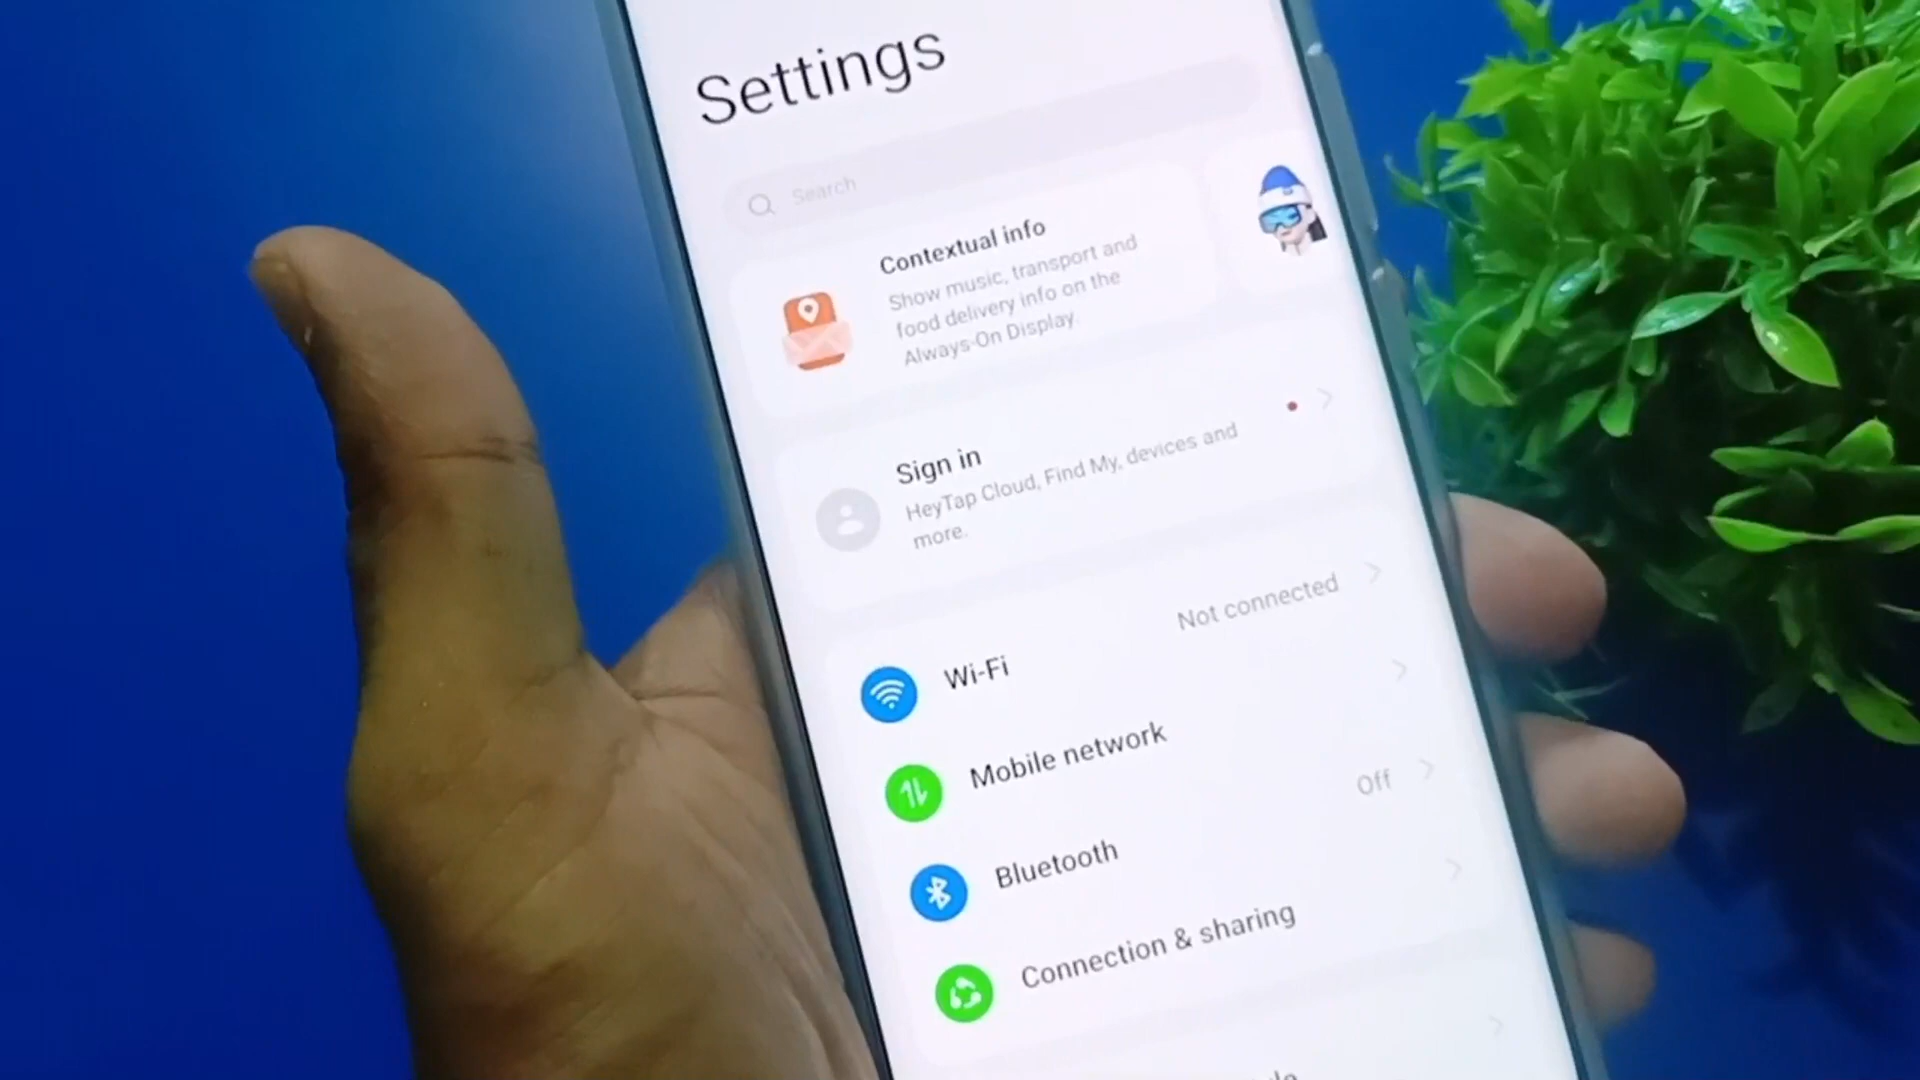 Settings
Search
Contextual info
Show music, transport and
food delivery info on the
Always-On Display.
Sign in
HeyTap Cloud, Find My, devices and
more.
Wi-Fi
Not connected
Mobile network
Bluetooth
Off
Connection & sharing